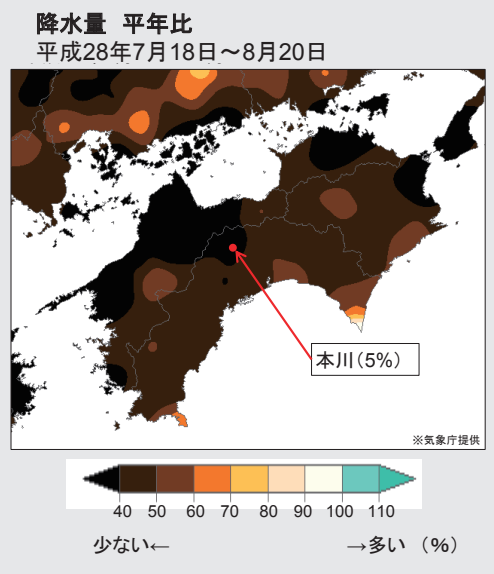 降水量 平年比
平成28年7月18日～8月20日
本川（5%）
※気象庁提供
40 50 60 70 80 90 100 110
少ない← →多い （%）